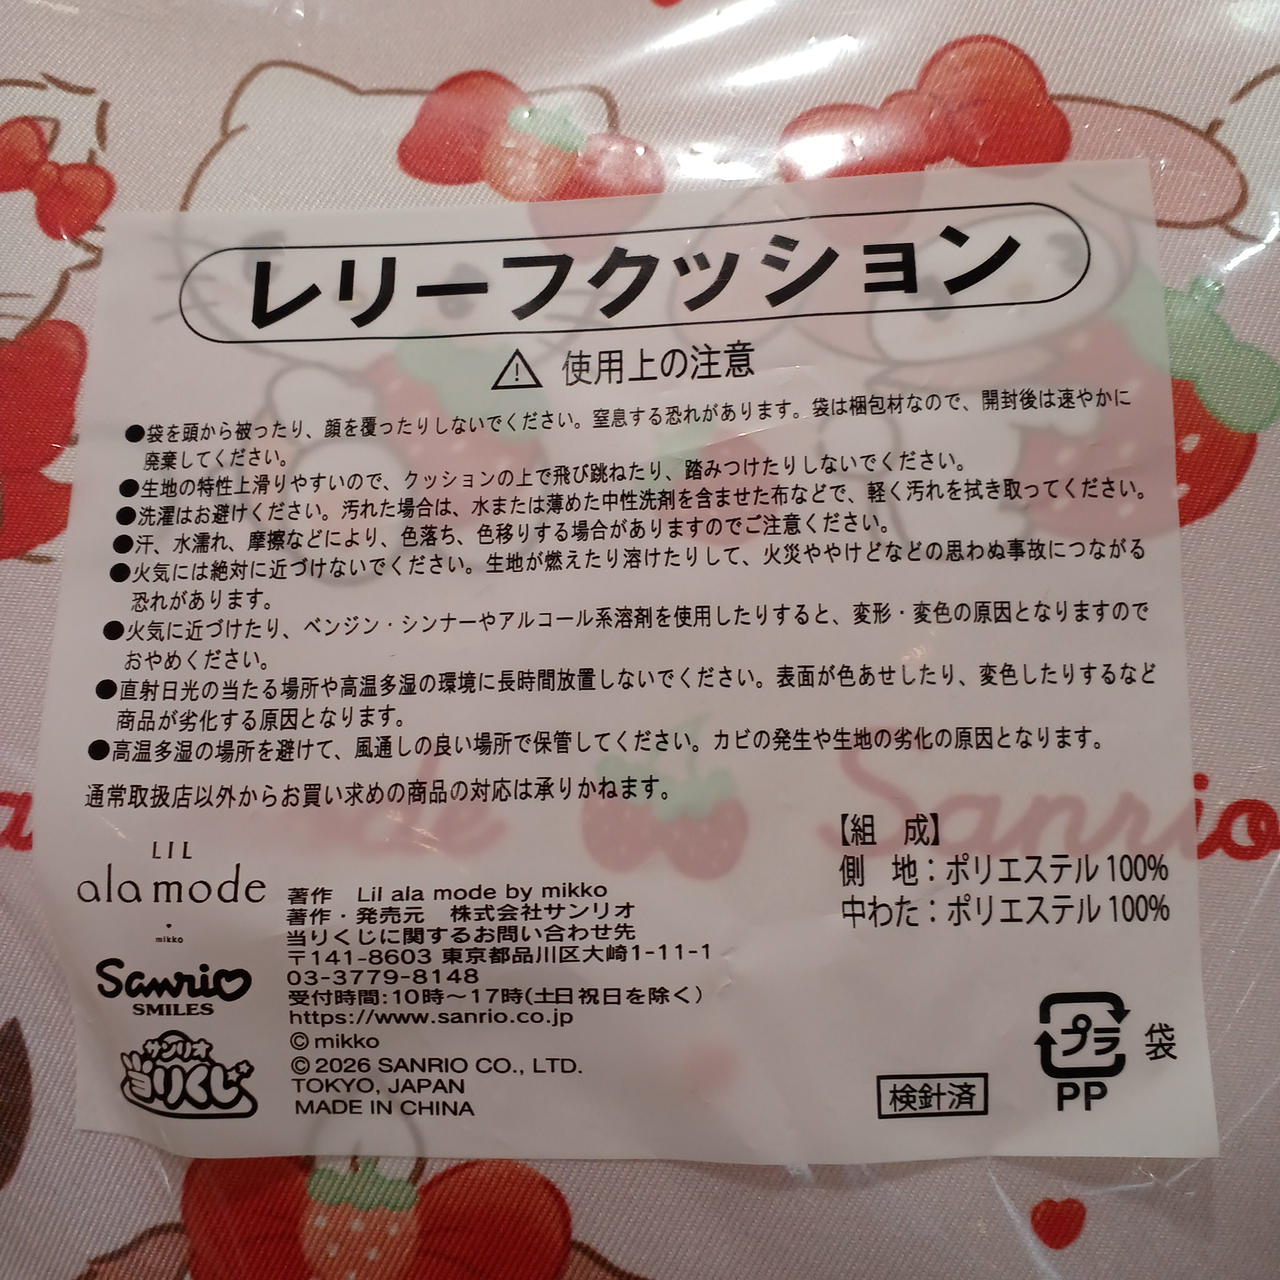 レリーフクッション
⚠ 使用上の注意
●袋を頭から被ったり、顔を覆ったりしないでください。窒息する恐れがあります。袋は梱包材なので、開封後は速やかに
廃棄してください。
●生地の特性上滑りやすいので、クッションの上で飛び跳ねたり、踏みつけたりしないでください。
●洗濯はお避けください。汚れた場合は、水または薄めた中性洗剤を含ませた布などで、軽く汚れを拭き取ってください。
●汗、水濡れ、摩擦などにより、色落ち、色移りする場合がありますのでご注意ください。
●火気には絶対に近づけないでください。生地が燃えたり溶けたりして、火災ややけどなどの思わぬ事故につながる
恐れがあります。
●火気に近づけたり、ベンジン・シンナーやアルコール系溶剤を使用したりすると、変形・変色の原因となりますので
おやめください。
●直射日光の当たる場所や高温多湿の環境に長時間放置しないでください。表面が色あせしたり、変色したりするなど
商品が劣化する原因となります。
●高温多湿の場所を避けて、風通しの良い場所で保管してください。カビの発生や生地の劣化の原因となります。
通常取扱店以外からお買い求めの商品の対応は承りかねます。
LIL
ala mode
mikko
Sanrio
SMILES
サンリオ
当りくじ
著作 Lil ala mode by mikko
著作・発売元 株式会社サンリオ
当りくじに関するお問い合わせ先
〒141-8603 東京都品川区大崎1-11-1
03-3779-8148
受付時間:10時～17時(土日祝日を除く)
https://www.sanrio.co.jp
© mikko
© 2026 SANRIO CO., LTD.
TOKYO, JAPAN
MADE IN CHINA
【組 成】
側 地：ポリエステル100%
中わた：ポリエステル100%
検針済
プラ
袋
PP
de
Sanrio